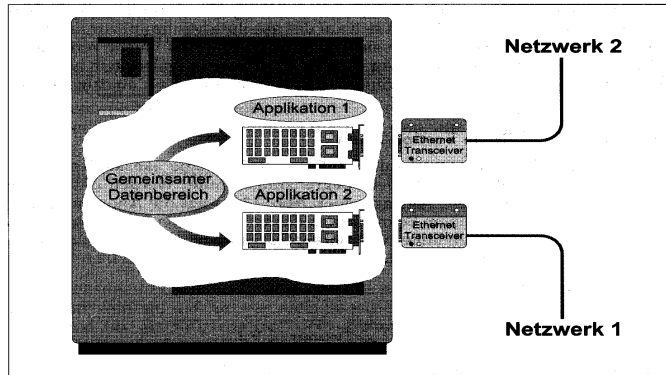 Netzwerk 2
Applikation 1
Ethernet
Transceiver
Gemeinsamer
Datenbereich
Applikation 2
Ethernet
Transceiver
Netzwerk 1